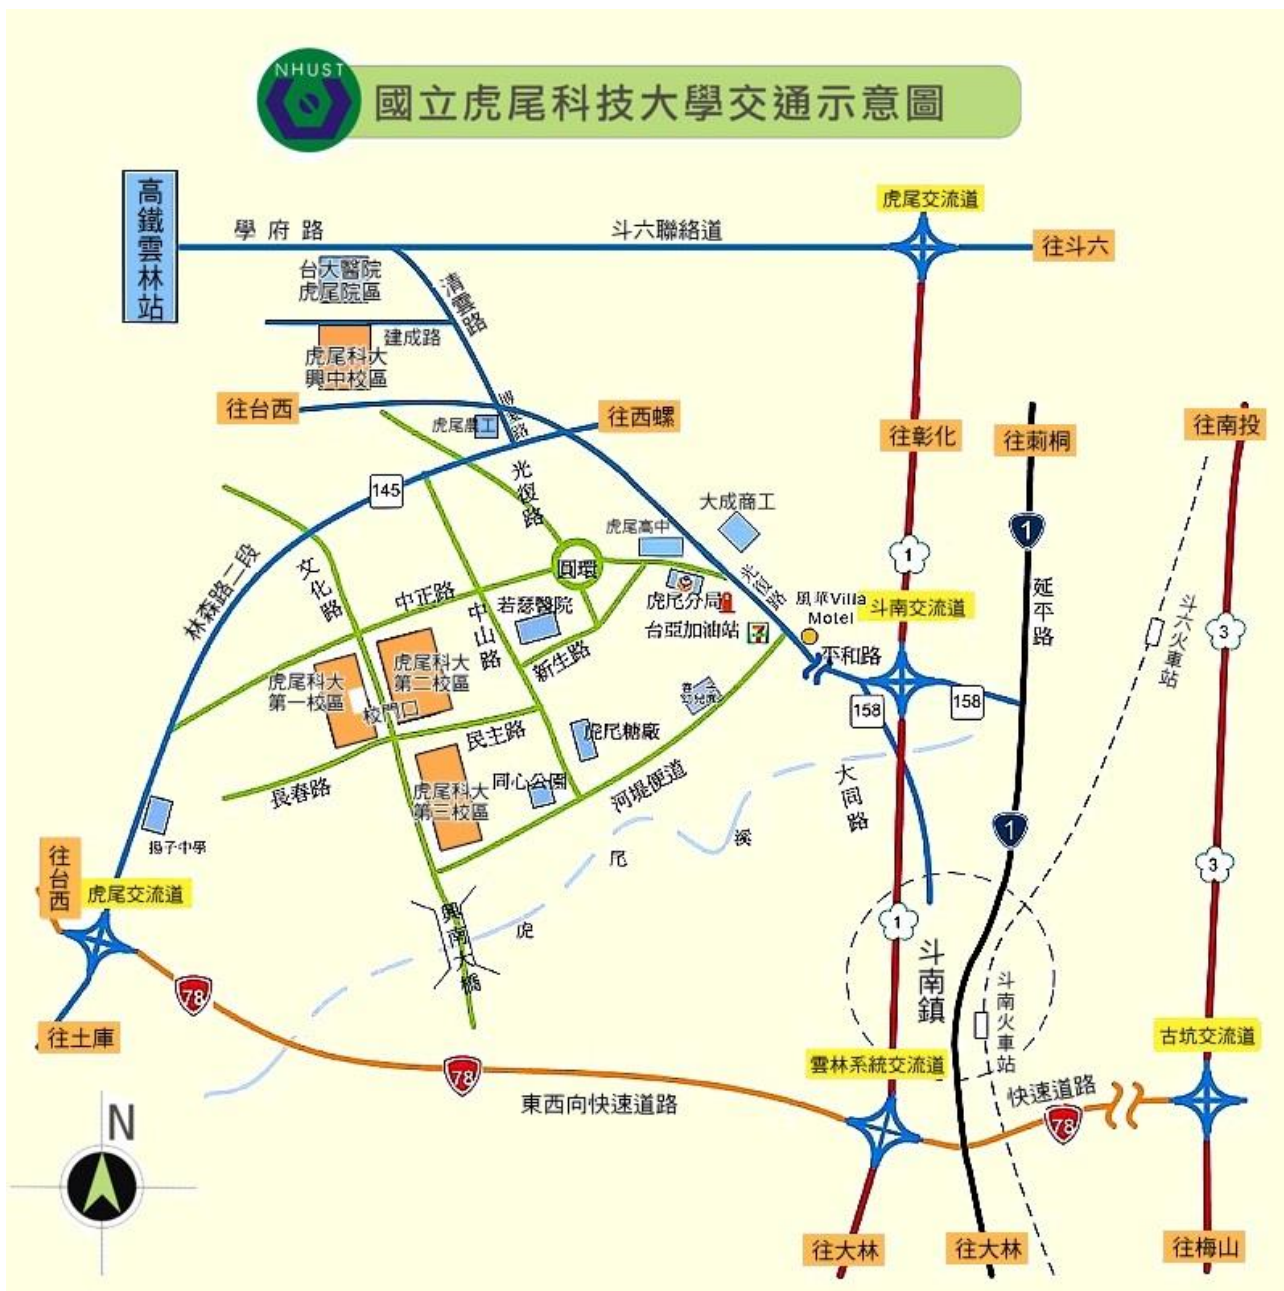 NHUST
國立虎尾科技大學交通示意圖
高鐵雲林站
學府路
斗六聯絡道
虎尾交流道
往斗六
台大醫院
虎尾院區
清雲路
建成路
虎尾科大
興中校區
往台西
虎尾農工
往西螺
往彰化
往莿桐
往南投
145
光復路
大成商工
虎尾高中
1
1
林森路二段
文化路
中正路
中山路
圓環
若瑟醫院
虎尾分局
光復路
風華Villa
Motel
斗南交流道
延平路
斗六火車站
3
台亞加油站
7
平和路
新生路
虎尾科大
第一校區
虎尾科大
第二校區
校門口
158
158
民主路
虎尾糖廠
長春路
虎尾科大
第三校區
同心公園
河堤便道
大同路
1
3
揚子中學
虎
尾
溪
往台西
虎尾交流道
興南大橋
1
斗南鎮
斗南火車站
78
往土庫
78
東西向快速道路
雲林系統交流道
快速道路
78
古坑交流道
N
往大林
往大林
往梅山